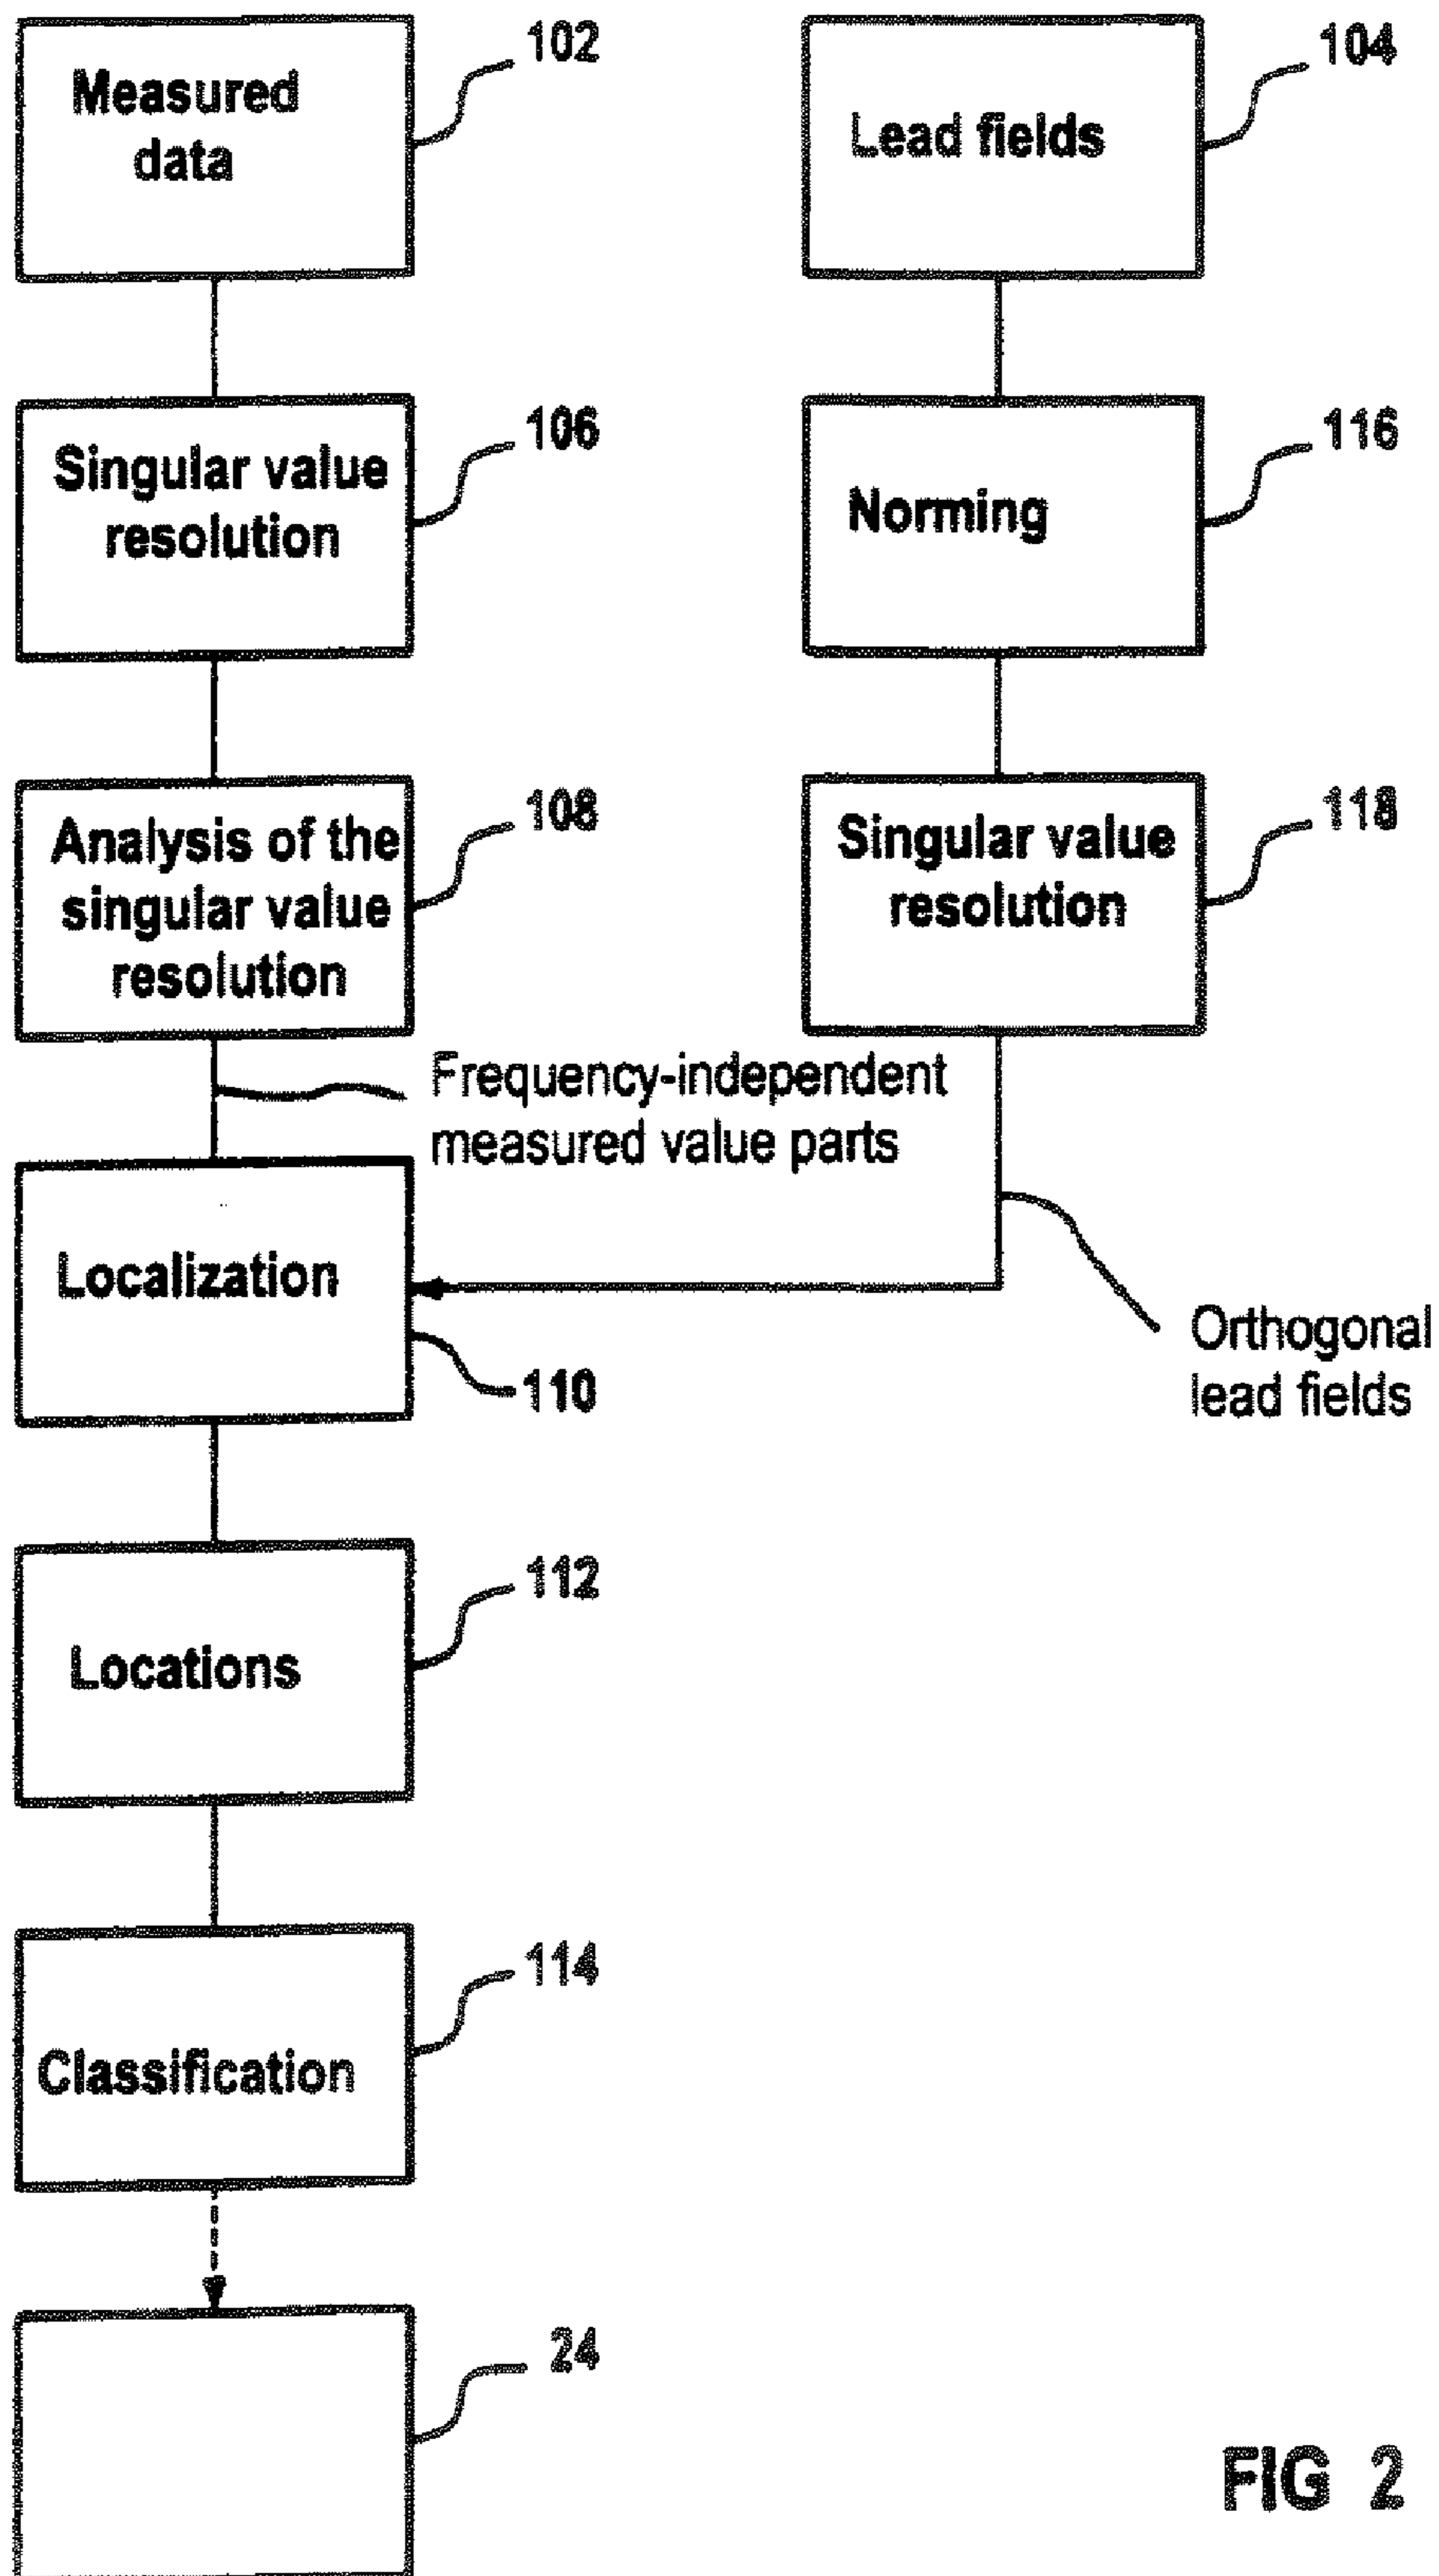 Measured
data
102
Lead fields
104
Singular value
resolution
106
Norming
116
Analysis of the
singular value
resolution
108
Singular value
resolution
118
Frequency-independent
measured value parts
Localization
110
Orthogonal
lead fields
Locations
112
Classification
114
24
FIG 2